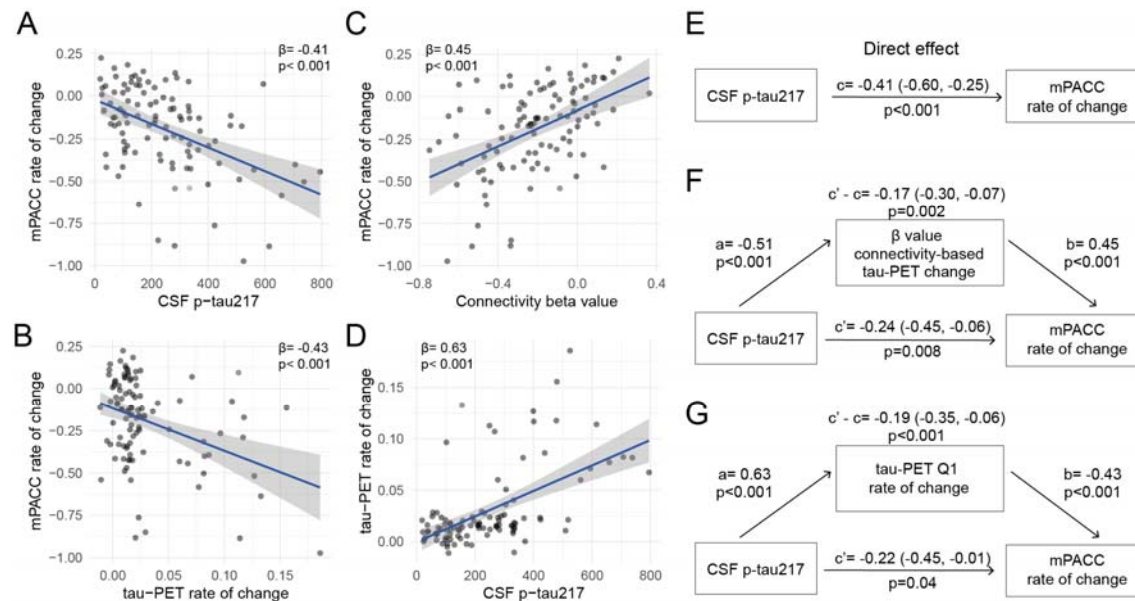 A
β= -0.41
p< 0.001
mPACC rate of change
0.25
0.00
−0.25
−0.50
−0.75
−1.00
0
200
400
600
800
CSF p-tau217
B
β= -0.43
p< 0.001
mPACC rate of change
0.25
0.00
−0.25
−0.50
−0.75
−1.00
0.00
0.05
0.10
0.15
tau-PET rate of change
C
β= 0.45
p< 0.001
mPACC rate of change
0.25
0.00
−0.25
−0.50
−0.75
−1.00
−0.8
−0.4
0.0
0.4
Connectivity beta value
D
β= 0.63
p< 0.001
tau-PET rate of change
0.15
0.10
0.05
0.00
0
200
400
600
800
CSF p-tau217
E
Direct effect
CSF p-tau217
c= -0.41 (-0.60, -0.25)
p<0.001
mPACC
rate of change
F
c' - c= -0.17 (-0.30, -0.07)
p=0.002
a= -0.51
p<0.001
β value
connectivity-based
tau-PET change
b= 0.45
p<0.001
CSF p-tau217
c'= -0.24 (-0.45, -0.06)
p=0.008
mPACC
rate of change
G
c' - c= -0.19 (-0.35, -0.06)
p<0.001
a= 0.63
p<0.001
tau-PET Q1
rate of change
b= -0.43
p<0.001
CSF p-tau217
c'= -0.22 (-0.45, -0.01)
p=0.04
mPACC
rate of change